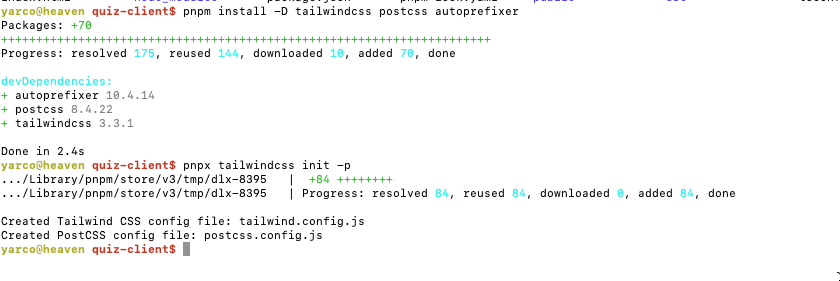 yarco@heaven quiz-client$ pnpm install -D tailwindcss postcss autoprefixer
Packages: +70
++++++++++++++++++++++++++++++++++++++++++++++++++++++++++++++++++++++
Progress: resolved 175, reused 144, downloaded 10, added 70, done
devDependencies:
+ autoprefixer 10.4.14
+ postcss 8.4.22
+ tailwindcss 3.3.1
Done in 2.4s
yarco@heaven quiz-client$ pnpx tailwindcss init -p
.../Library/pnpm/store/v3/tmp/dlx-8395   |  +84 ++++++++
.../Library/pnpm/store/v3/tmp/dlx-8395   | Progress: resolved 84, reused 84, downloaded 0, added 84, done
Created Tailwind CSS config file: tailwind.config.js
Created PostCSS config file: postcss.config.js
yarco@heaven quiz-client$